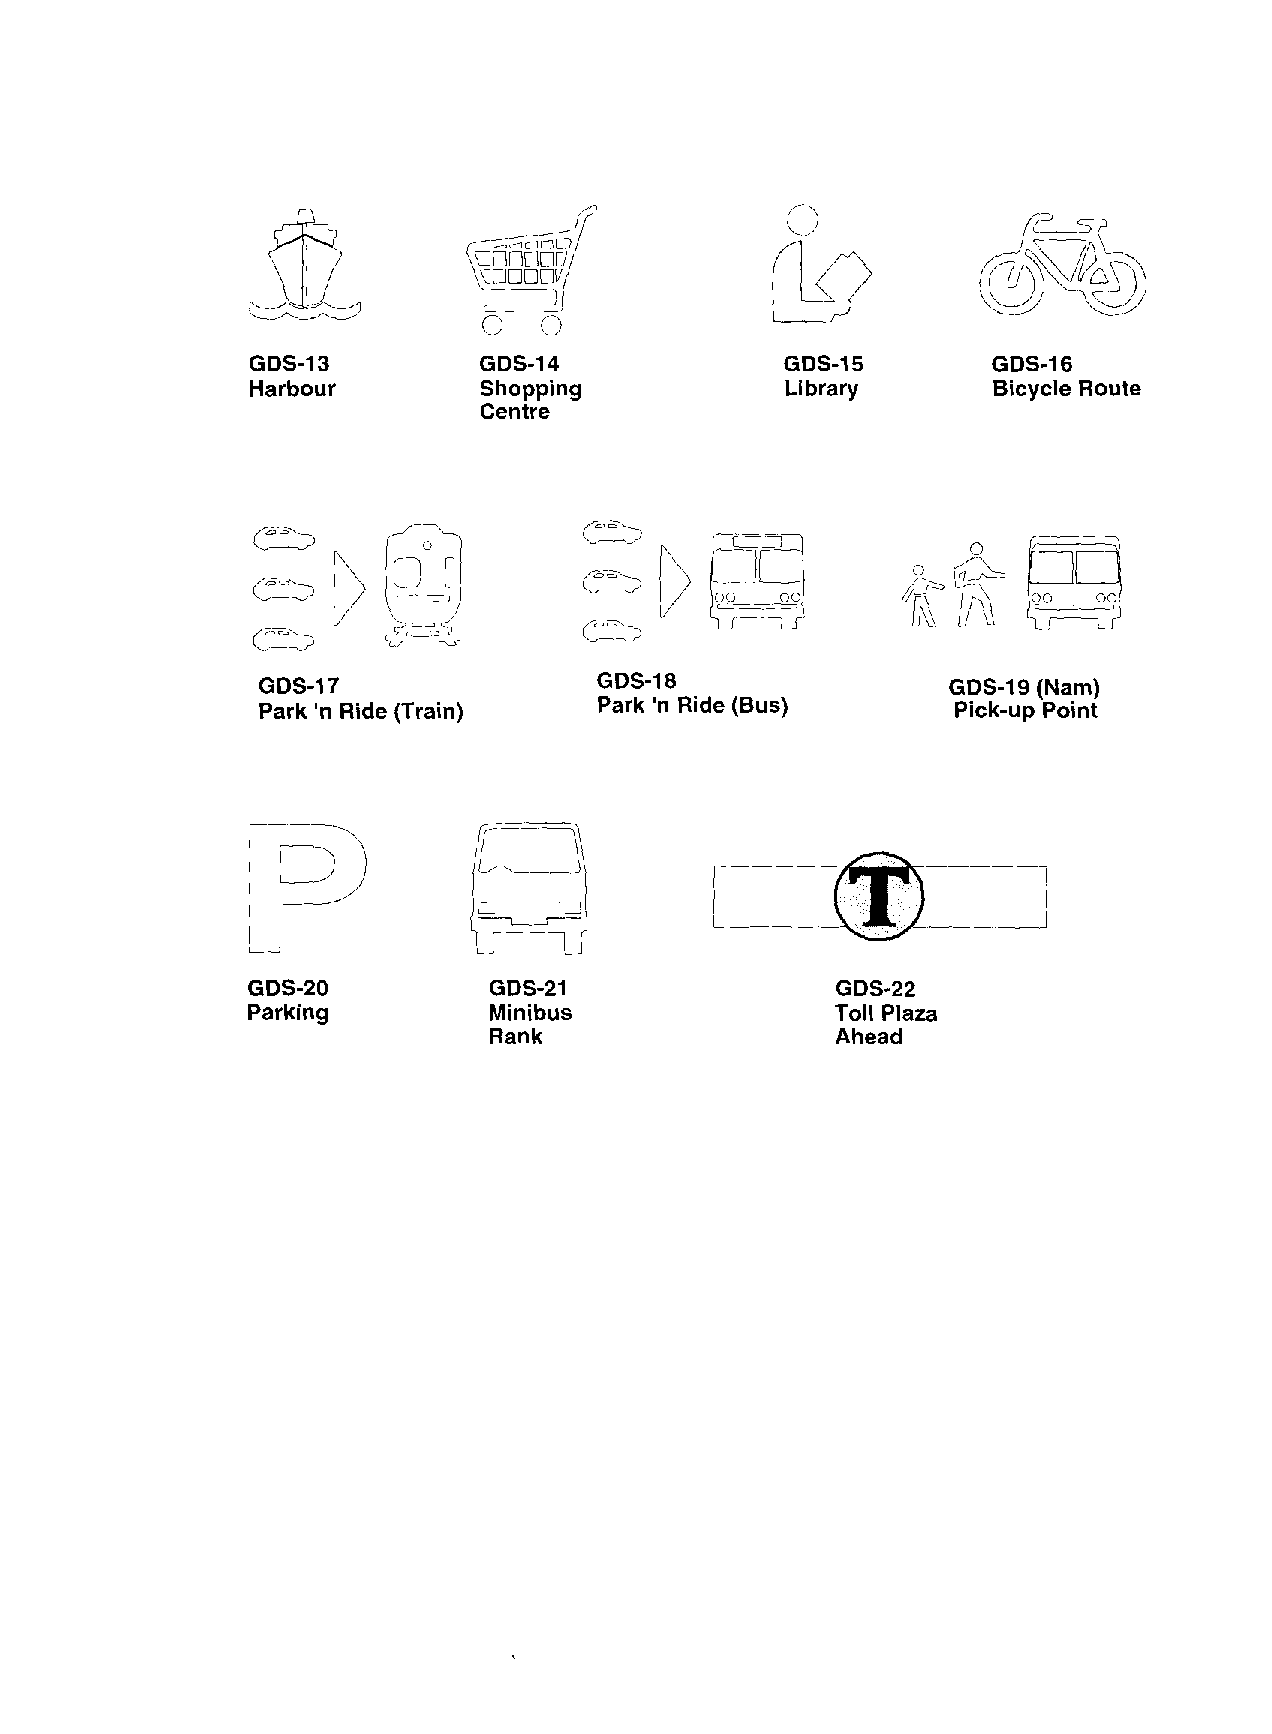 GDS-13
Harbour
GDS-14
Shopping
Centre
GDS-15
Library
GDS-16
Bicycle Route
GDS-17
Park 'n Ride (Train)
GDS-18
Park 'n Ride (Bus)
GDS-19 (Nam)
Pick-up Point
P
GDS-20
Parking
GDS-21
Minibus
Rank
T
GDS-22
Toll Plaza
Ahead